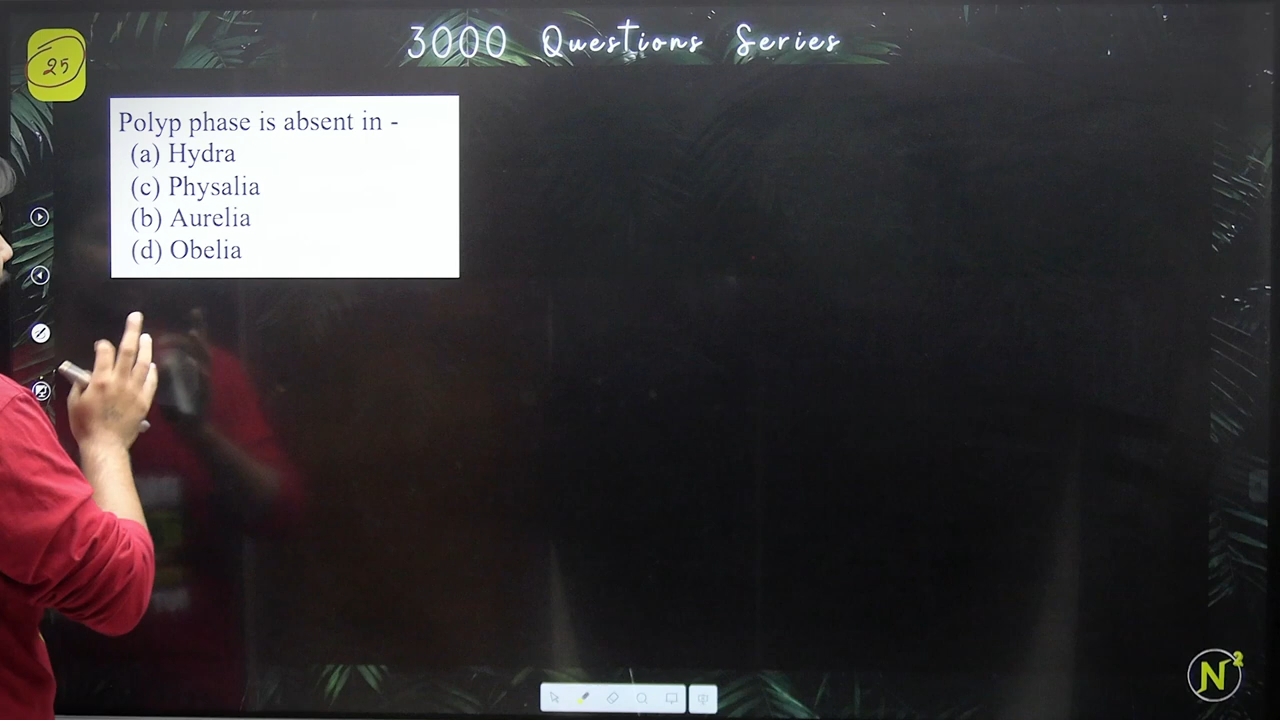 3000 Questions Series
25
Polyp phase is absent in -
(a) Hydra
(c) Physalia
(b) Aurelia
(d) Obelia
N2